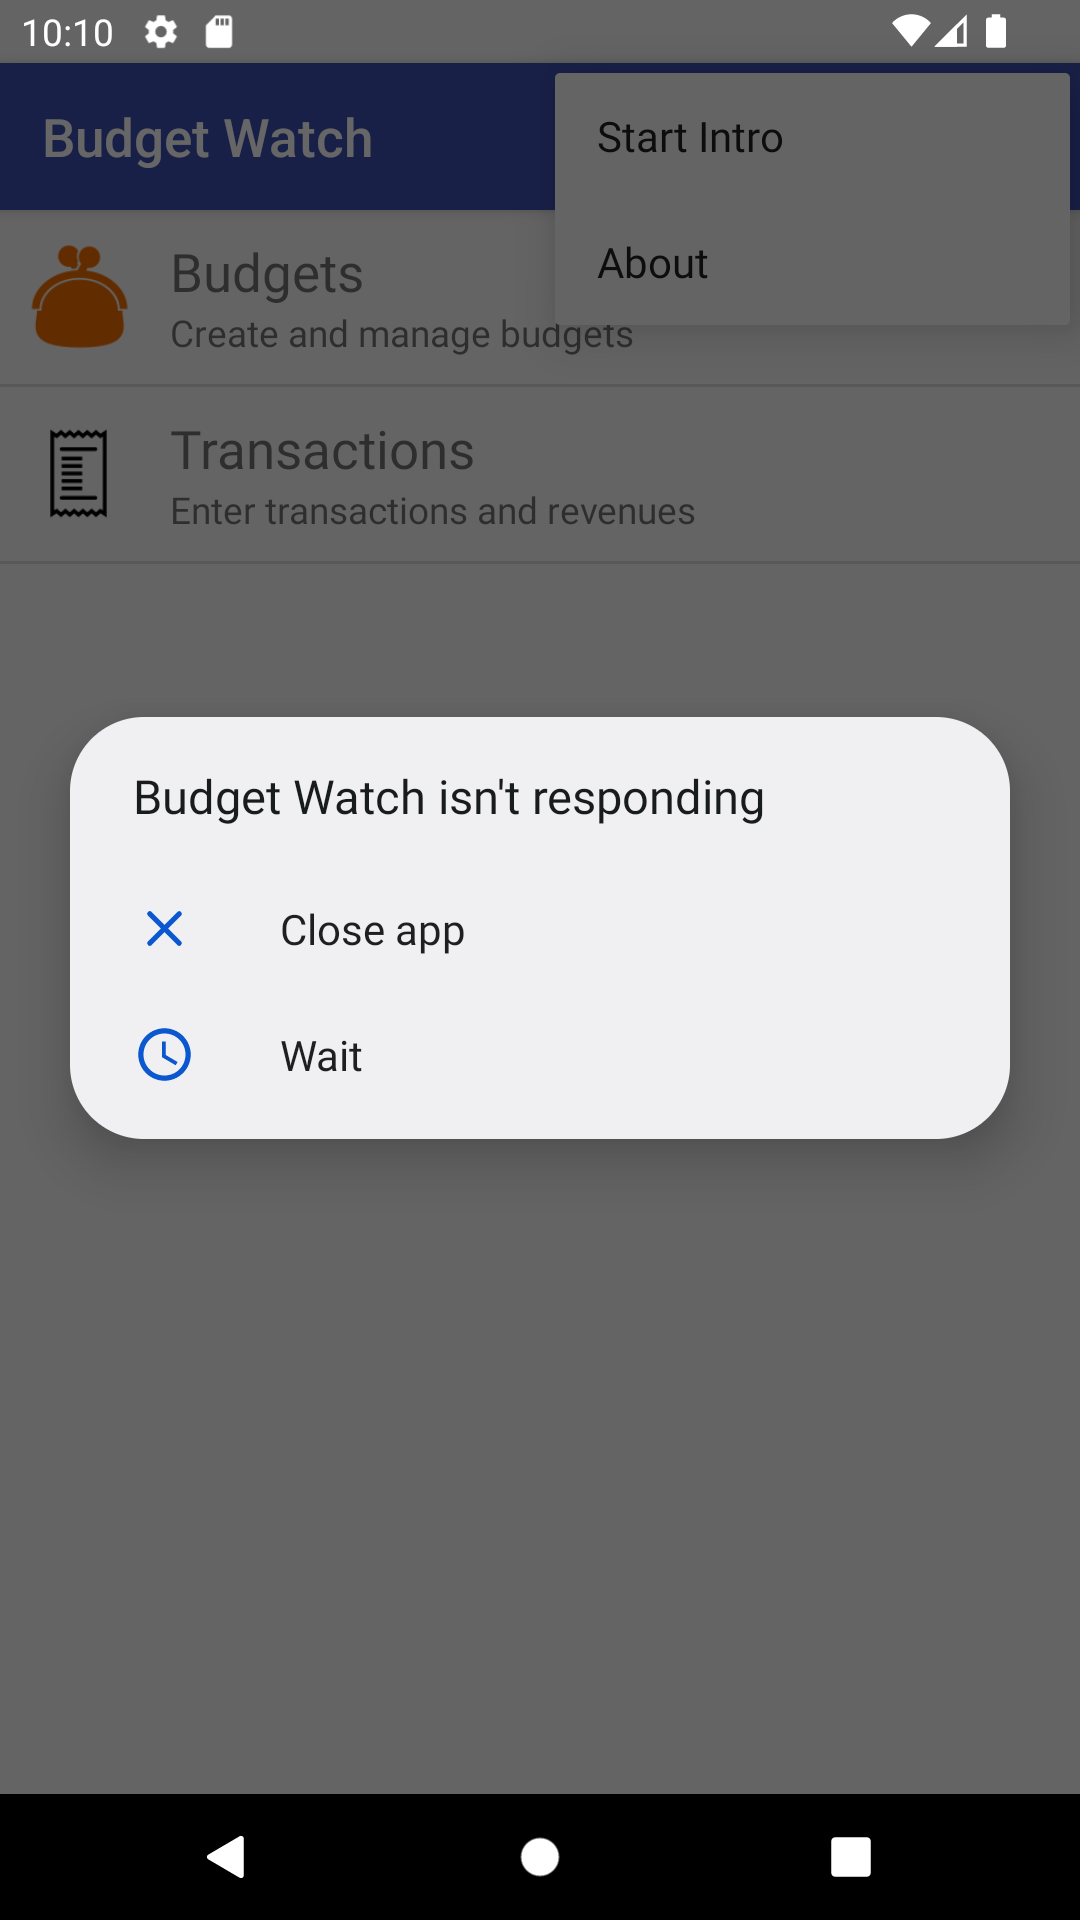 10:10
Budget Watch
Start Intro
About
Budgets
Create and manage budgets
Transactions
Enter transactions and revenues
Budget Watch isn't responding
Close app
Wait